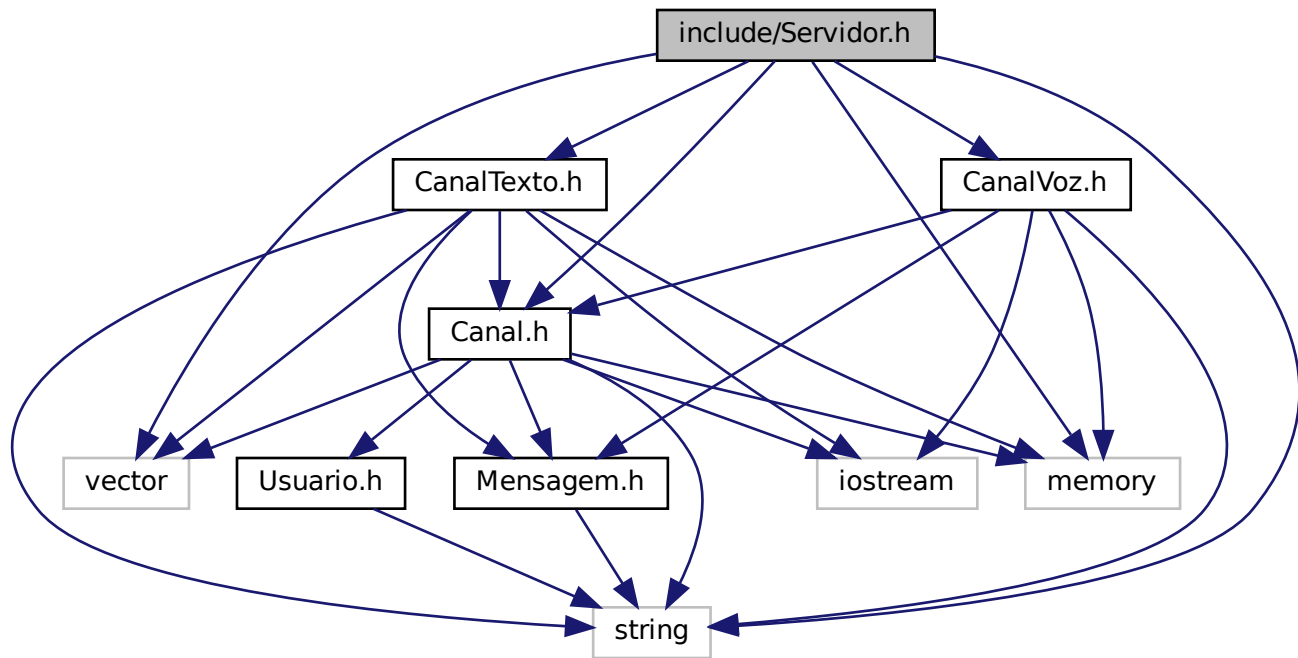 include/Servidor.h
CanalTexto.h
CanalVoz.h
Canal.h
vector
Usuario.h
Mensagem.h
iostream
memory
string